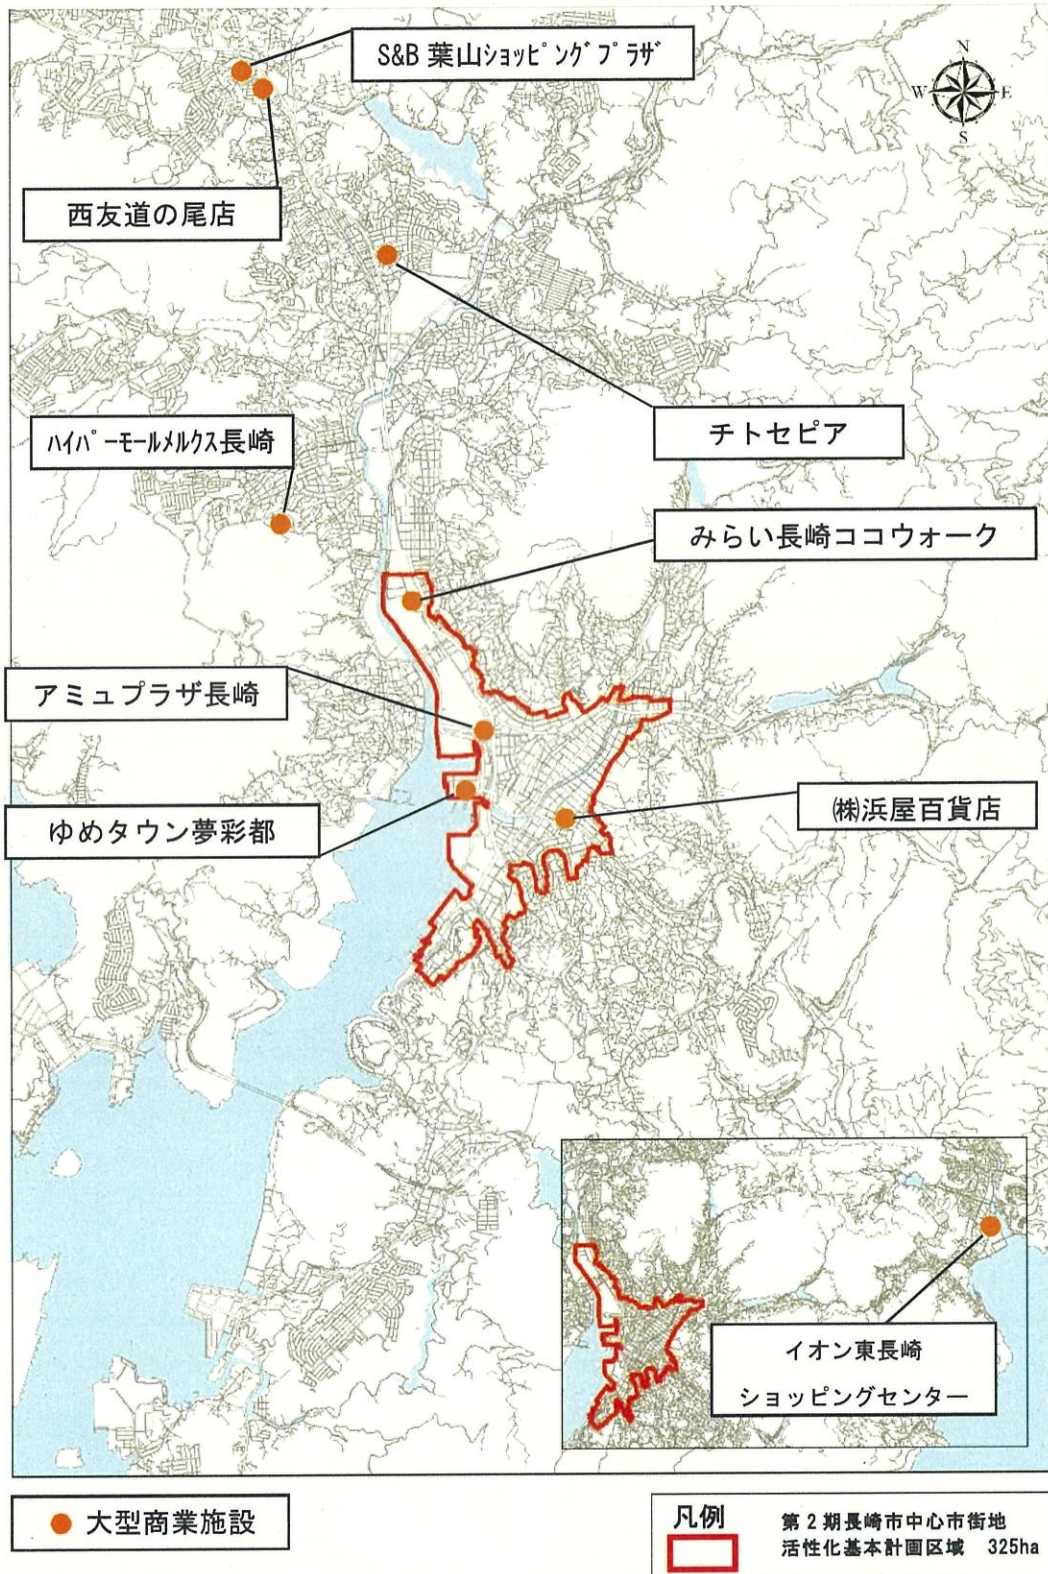 S&B 葉山ショッピングプラザ
N
W
E
S
西友道の尾店
チトセピア
ハイパーモールメルクス長崎
みらい長崎ココウォーク
アミュプラザ長崎
ゆめタウン夢彩都
㈱浜屋百貨店
イオン東長崎
ショッピングセンター
大型商業施設
凡例
第2期長崎市中心市街地
活性化基本計画区域 325ha